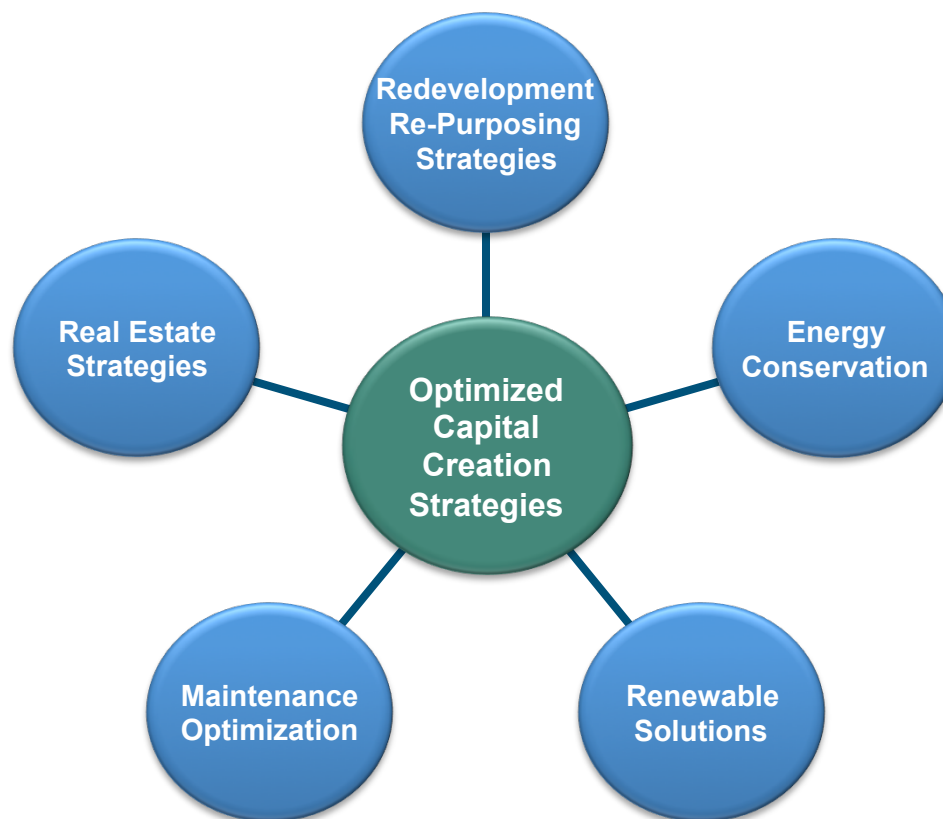 Redevelopment
Re-Purposing
Strategies
Real Estate
Strategies
Energy
Conservation
Optimized
Capital
Creation
Strategies
Maintenance
Optimization
Renewable
Solutions